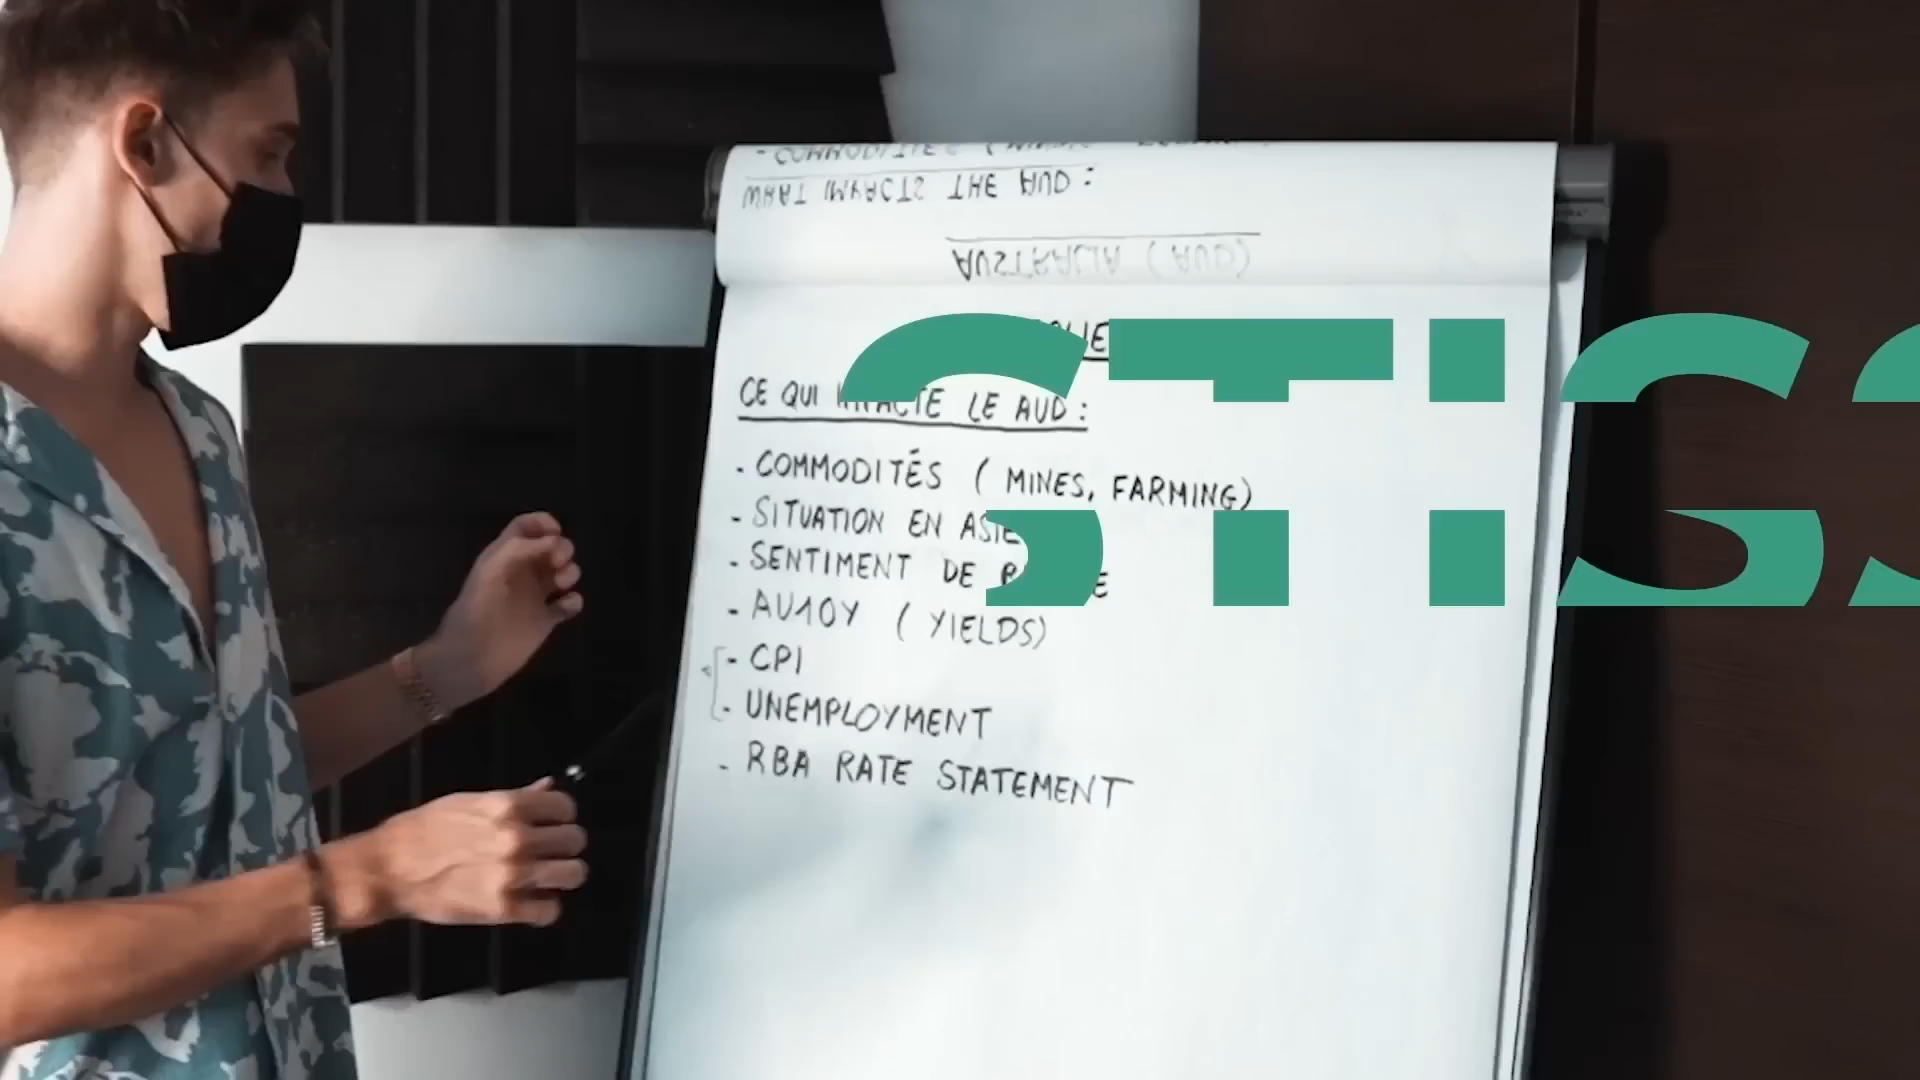 - COMMODITIES (
WHAT IMPACTS THE AUD :
AUSTRALIA (AUD)
CE QUI IMPACTE LE AUD :
- COMMODITÉS ( MINES, FARMING)
- SITUATION EN ASIE
- SENTIMENT DE
- AU10Y ( YIELDS)
- CPI
- UNEMPLOYMENT
- RBA RATE STATEMENT